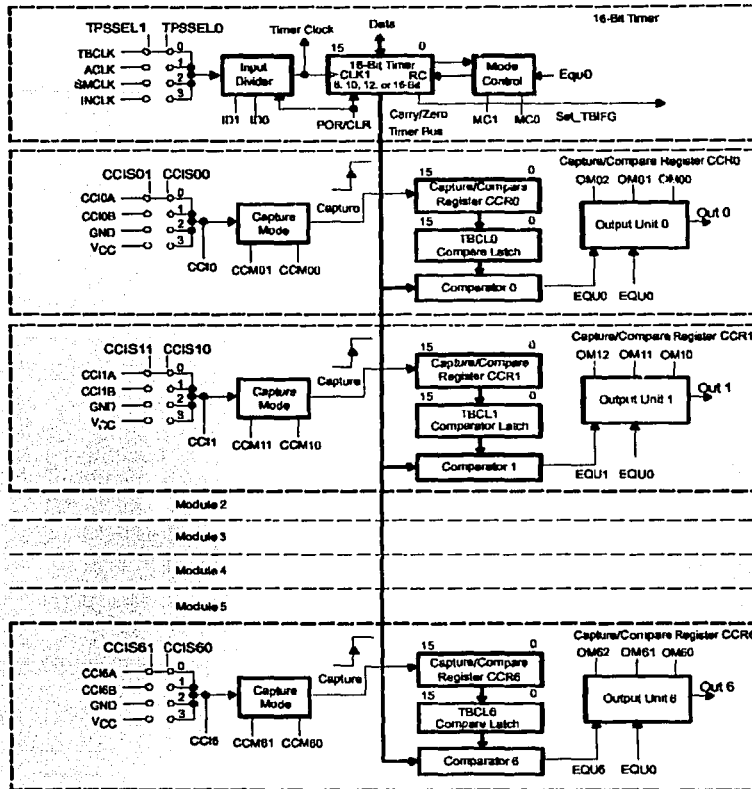 TPSSEL1 TPSSEL0 Timer Clock Data 16-Bit Timer
TBCLK 0
ACLK 1
SMCLK 2
INCLK 3
Input Divider
ID1 ID0
15 0
16-Bit Timer
CLK1 RC
8, 10, 12, or 16-Bit
Mode Control
Equ0
POR/CLR
Carry/Zero
Timer Bus
MC1 MC0
Set_TBIFG
CCIS01 CCIS00
CCI0A 0
CCI0B 1
GND 2
VCC 3
CCI0
Capture Mode
CCM01 CCM00
Capture
15 0
Capture/Compare Register CCR0
15 0
TBCL0 Compare Latch
Comparator 0
Capture/Compare Register CCR0
OM02 OM01 OM00
Output Unit 0
Out 0
EQU0 EQU0
CCIS11 CCIS10
CCI1A 0
CCI1B 1
GND 2
VCC 3
CCI1
Capture Mode
CCM11 CCM10
Capture
15 0
Capture/Compare Register CCR1
15 0
TBCL1 Comparator Latch
Comparator 1
Capture/Compare Register CCR1
OM12 OM11 OM10
Output Unit 1
Out 1
EQU1 EQU0
Module 2
Module 3
Module 4
Module 5
CCIS61 CCIS60
CCI6A 0
CCI6B 1
GND 2
VCC 3
Capture Mode
CCM61 CCM60
Capture
15 0
Capture/Compare Register CCR6
15 0
TBCL6 Compare Latch
Comparator 6
Capture/Compare Register CCR6
OM62 OM61 OM60
Output Unit 6
Out 6
EQU6 EQU0